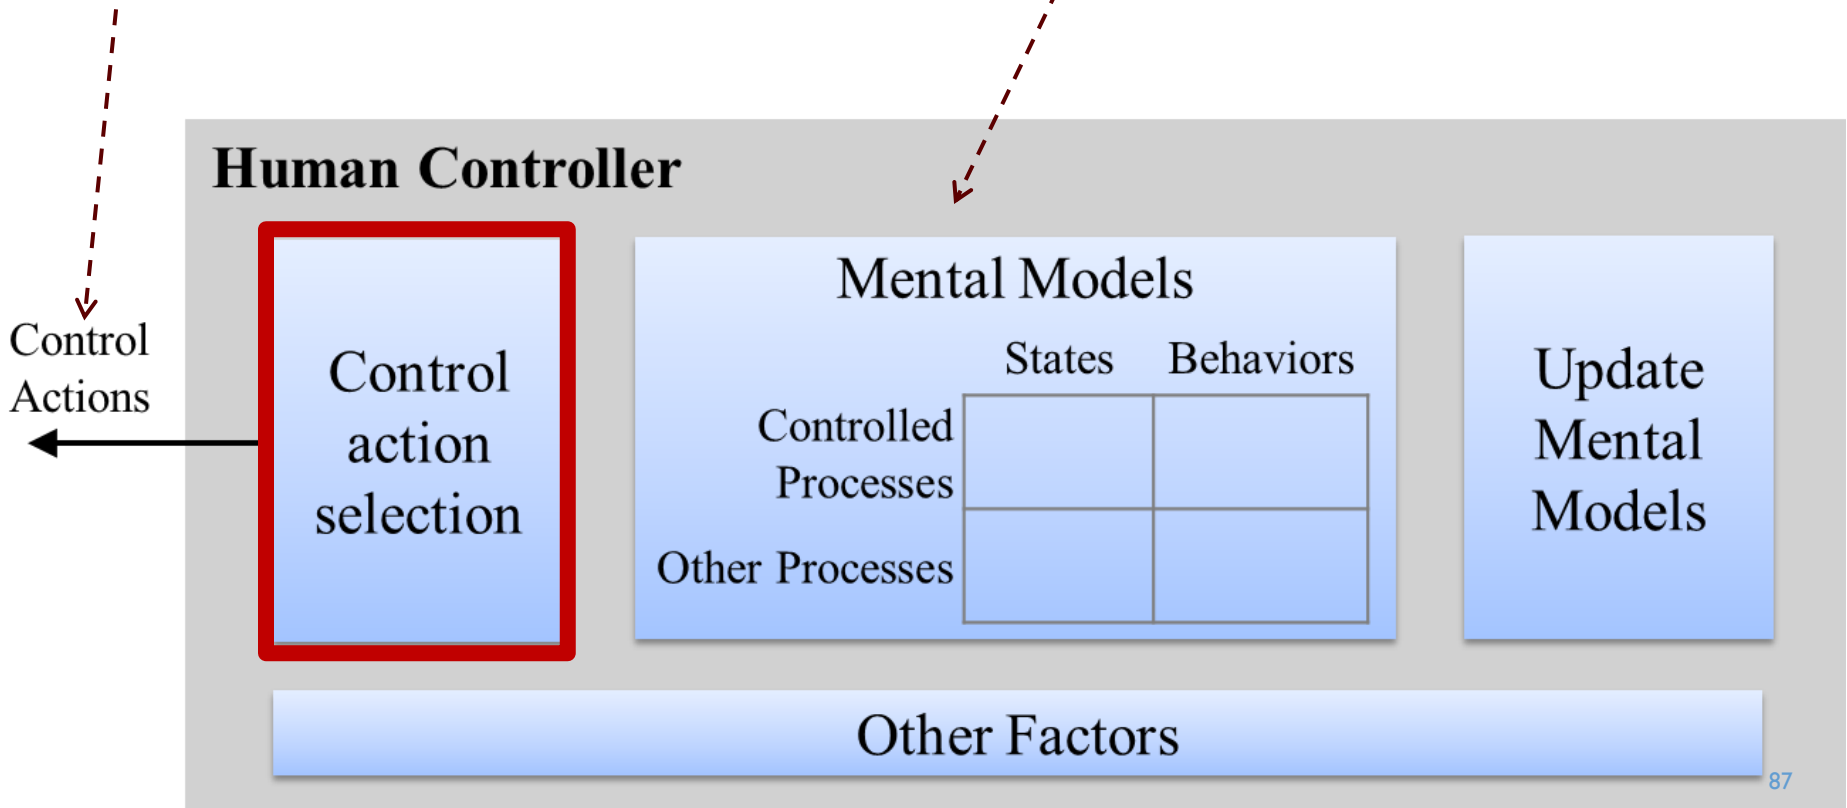 Human Controller
Control
Actions
Control
action
selection
Mental Models
States Behaviors
Controlled
Processes
Other Processes
Update
Mental
Models
Other Factors
87